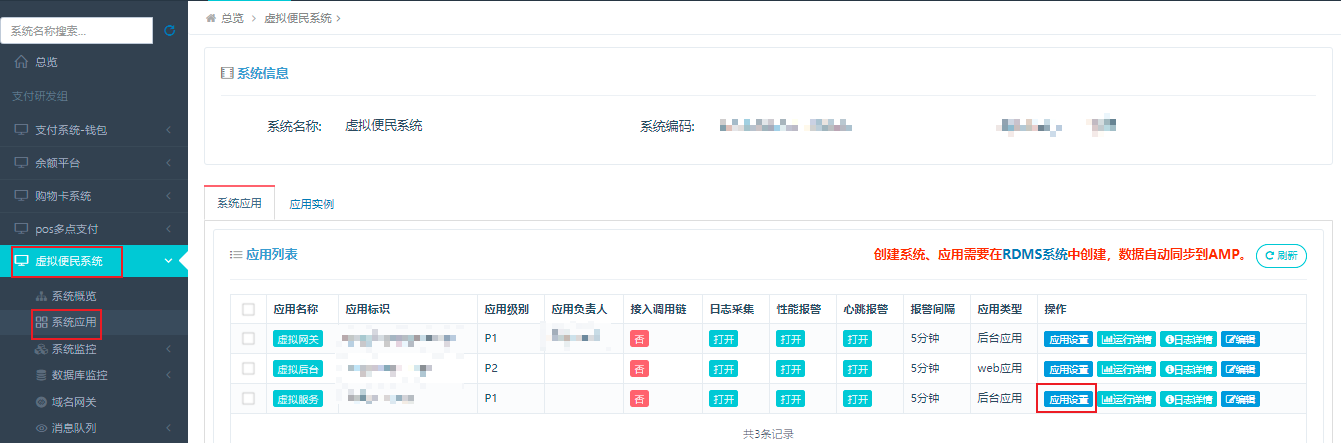 系统名称搜索...
总览
支付研发组
支付系统-钱包
余额平台
购物卡系统
pos多点支付
虚拟便民系统
系统概览
系统应用
系统监控
数据库监控
域名网关
消息队列
总览 > 虚拟便民系统 >
系统信息
系统名称: 虚拟便民系统 系统编码:
系统应用 应用实例
应用列表 创建系统、应用需要在RDMS系统中创建，数据自动同步到AMP。 刷新
应用名称 应用标识 应用级别 应用负责人 接入调用链 日志采集 性能报警 心跳报警 报警间隔 应用类型 操作
虚拟网关 P1 否 打开 打开 打开 5分钟 后台应用 应用设置 运行详情 日志详情 编辑
虚拟后台 P2 否 打开 打开 打开 5分钟 web应用 应用设置 运行详情 日志详情 编辑
虚拟服务 P1 否 打开 打开 打开 5分钟 后台应用 应用设置 运行详情 日志详情 编辑
共3条记录